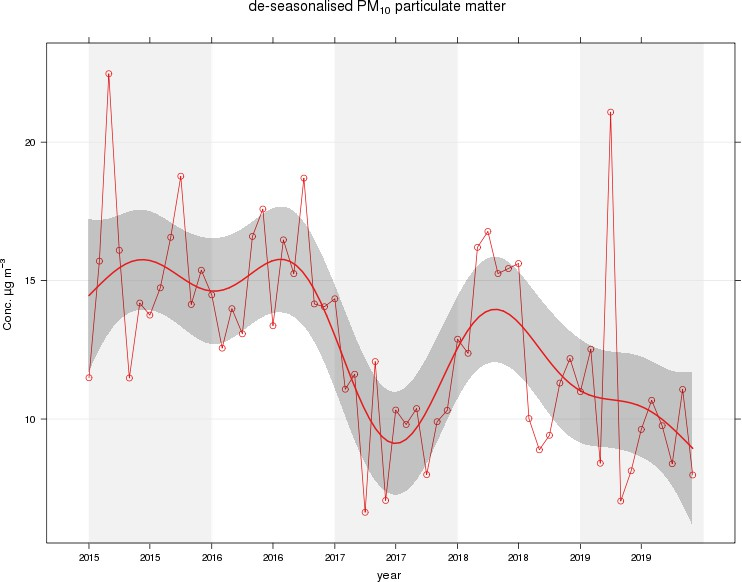 de-seasonalised PM₁₀ particulate matter
Conc. µg m⁻³
20
15
10
2015 2015 2016 2016 2017 2017 2018 2018 2019 2019
year